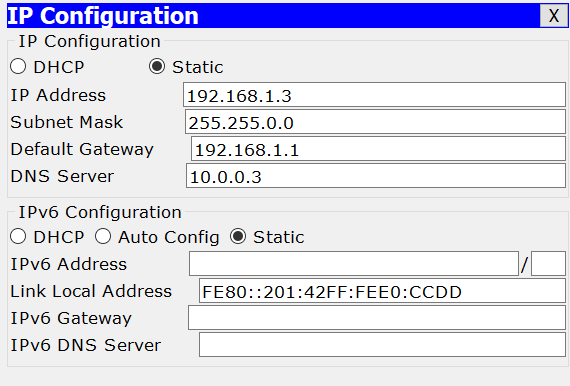 IP Configuration X
IP Configuration
DHCP Static
IP Address 192.168.1.3
Subnet Mask 255.255.0.0
Default Gateway 192.168.1.1
DNS Server 10.0.0.3
IPv6 Configuration
DHCP Auto Config Static
IPv6 Address /
Link Local Address FE80::201:42FF:FEE0:CCDD
IPv6 Gateway
IPv6 DNS Server